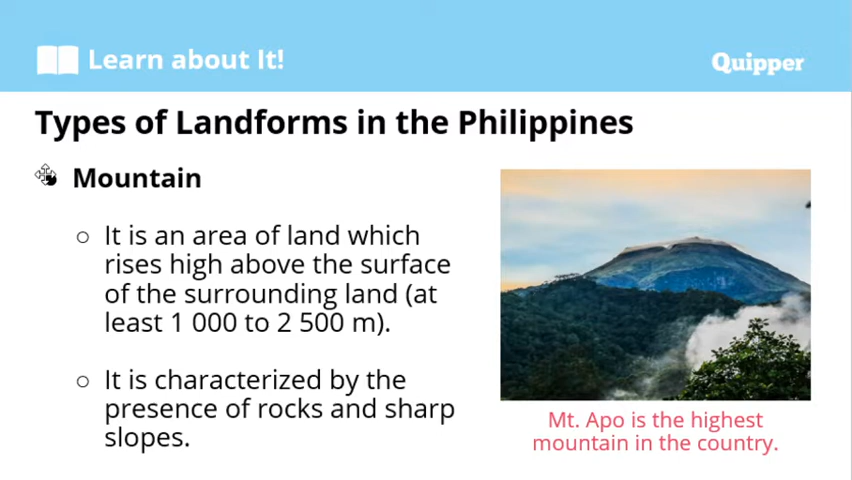 Learn about It!
Quipper
Types of Landforms in the Philippines
Mountain
○ It is an area of land which
rises high above the surface
of the surrounding land (at
least 1 000 to 2 500 m).
○ It is characterized by the
presence of rocks and sharp
slopes.
Mt. Apo is the highest
mountain in the country.